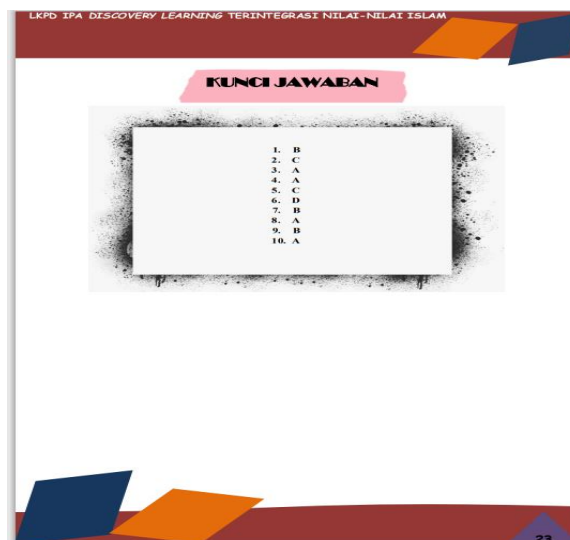 LKPD IPA DISCOVERY LEARNING TERINTEGRASI NILAI-NILAI ISLAM
KUNCI JAWABAN
1. B
2. C
3. A
4. A
5. C
6. D
7. B
8. A
9. B
10. A
23